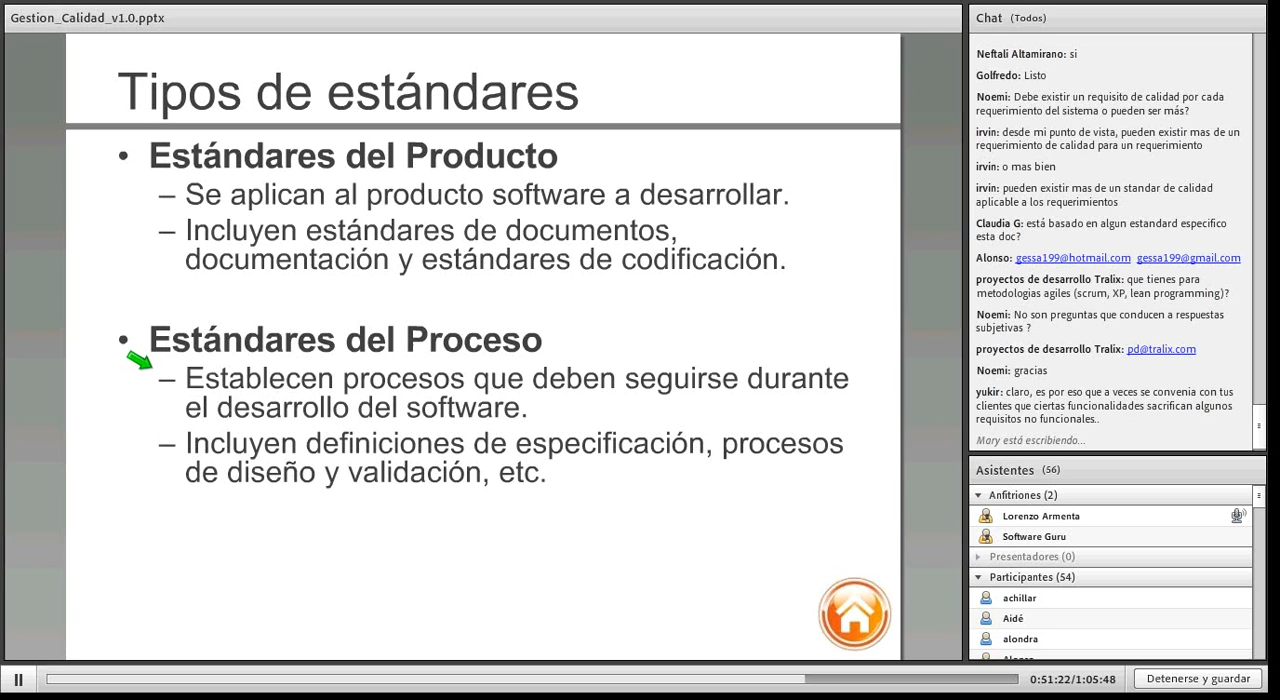 Gestion_Calidad_v1.0.pptx
Tipos de estándares
• Estándares del Producto
– Se aplican al producto software a desarrollar.
– Incluyen estándares de documentos,
documentación y estándares de codificación.
• Estándares del Proceso
– Establecen procesos que deben seguirse durante
el desarrollo del software.
– Incluyen definiciones de especificación, procesos
de diseño y validación, etc.
Chat (Todos)
Neftali Altamirano: si
Golfredo: Listo
Noemi: Debe existir un requisito de calidad por cada
requerimiento del sistema o pueden ser más?
irvin: desde mi punto de vista, pueden existir mas de un
requerimiento de calidad para un requerimiento
irvin: o mas bien
irvin: pueden existir mas de un standar de calidad
aplicable a los requerimientos
Claudia G: está basado en algun estandard especifico
esta doc?
Alonso: gessa199@hotmail.com gessa199@gmail.com
proyectos de desarrollo Tralix: que tienes para
metodologias agiles (scrum, XP, lean programming)?
Noemi: No son preguntas que conducen a respuestas
subjetivas ?
proyectos de desarrollo Tralix: pd@tralix.com
Noemi: gracias
yukir: claro, es por eso que a veces se convenia con tus
clientes que ciertas funcionalidades sacrifican algunos
requisitos no funcionales..
Mary está escribiendo...
Asistentes (56)
Anfitriones (2)
Lorenzo Armenta
Software Guru
Presentadores (0)
Participantes (54)
achillar
Aidé
alondra
0:51:22/1:05:48
Detenerse y guardar